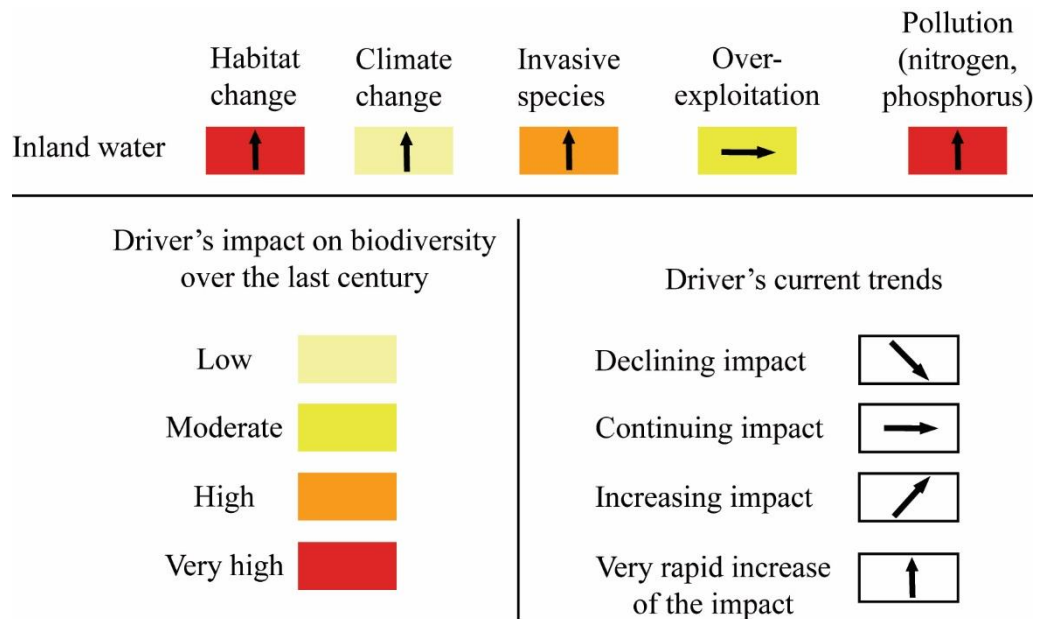 Habitat
change
Climate
change
Invasive
species
Over-
exploitation
Pollution
(nitrogen,
phosphorus)
Inland water
Driver’s impact on biodiversity
over the last century
Low
Moderate
High
Very high
Driver’s current trends
Declining impact
Continuing impact
Increasing impact
Very rapid increase
of the impact